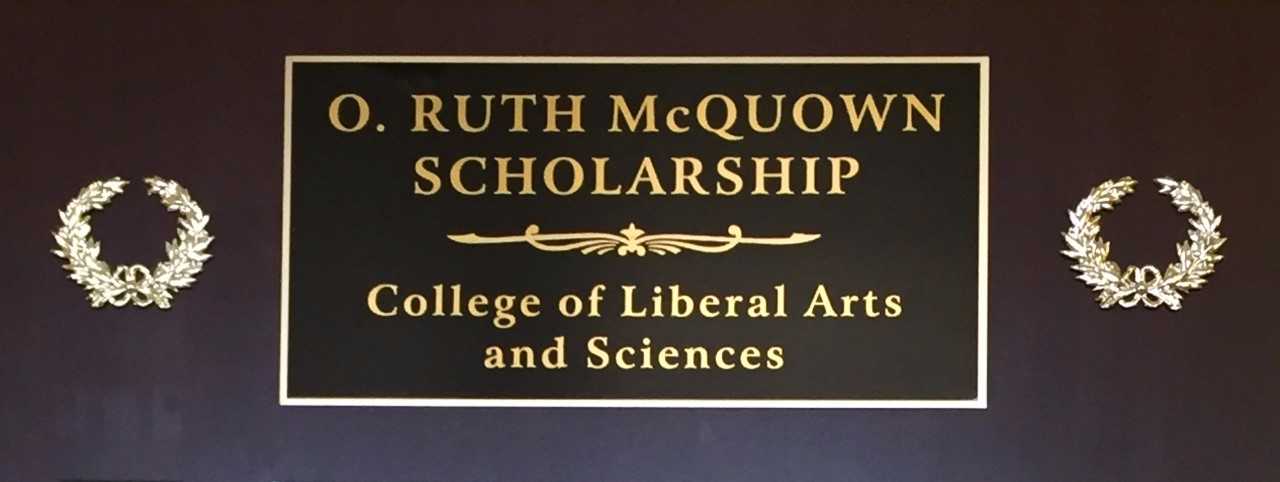 O. RUTH McQUOWN
SCHOLARSHIP
College of Liberal Arts
and Sciences